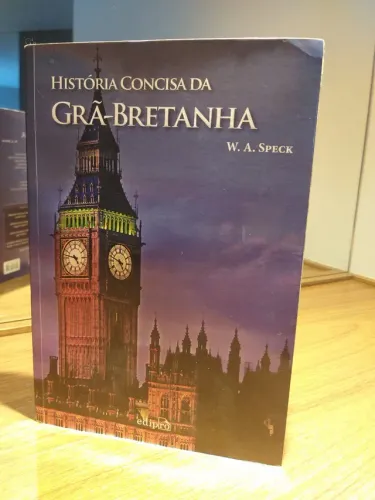 História Concisa da
Grã-Bretanha
W. A. Speck
edipro